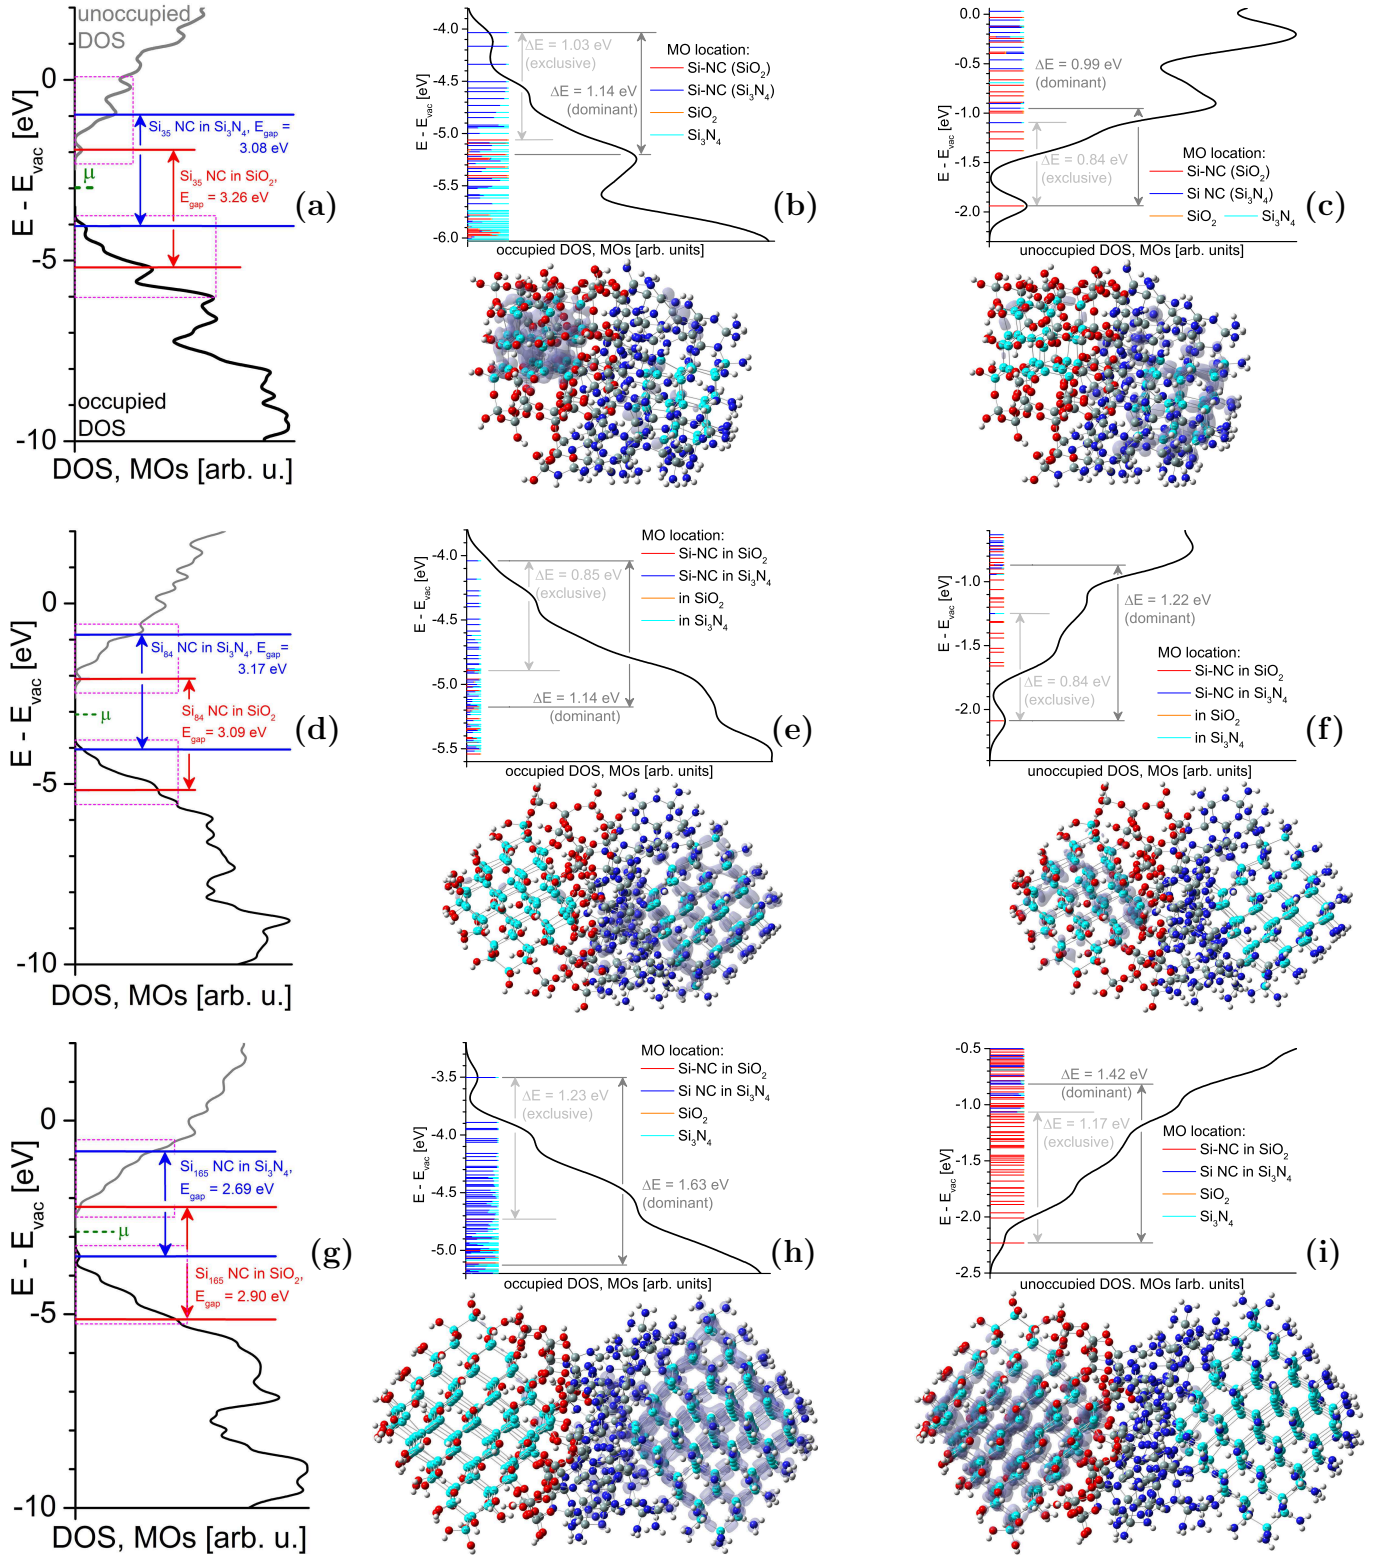 unoccupied
DOS
0
-5
-10
E - Evac [eV]
Si35 NC in Si3N4, Egap =
3.08 eV
μ
Si35 NC in SiO2,
Egap = 3.26 eV
occupied
DOS
DOS, MOs [arb. u.]
(a)
-4.0
-4.5
-5.0
-5.5
-6.0
E - Evac [eV]
ΔE = 1.03 eV
(exclusive)
ΔE = 1.14 eV
(dominant)
MO location:
Si-NC (SiO2)
Si-NC (Si3N4)
SiO2
Si3N4
occupied DOS, MOs [arb. units]
(b)
0.0
-0.5
-1.0
-1.5
-2.0
E - Evac [eV]
ΔE = 0.99 eV
(dominant)
ΔE = 0.84 eV
(exclusive)
MO location:
Si-NC (SiO2)
Si NC (Si3N4)
SiO2 Si3N4
unoccupied DOS, MOs [arb. units]
(c)
0
-5
-10
E - Evac [eV]
Si84 NC in Si3N4, Egap=
3.17 eV
μ
Si84 NC in SiO2
Egap = 3.09 eV
DOS, MOs [arb. u.]
(d)
-4.0
-4.5
-5.0
-5.5
E - Evac [eV]
ΔE = 0.85 eV
(exclusive)
ΔE = 1.14 eV
(dominant)
MO location:
Si-NC in SiO2
Si-NC in Si3N4
in SiO2
in Si3N4
occupied DOS, MOs [arb. units]
(e)
-1.0
-1.5
-2.0
E - Evac [eV]
ΔE = 1.22 eV
(dominant)
ΔE = 0.84 eV
(exclusive)
MO location:
Si-NC in SiO2
Si-NC in Si3N4
in SiO2
in Si3N4
unoccupied DOS, MOs [arb. units]
(f)
0
-5
-10
E - Evac [eV]
Si165 NC in Si3N4,
Egap = 2.69 eV
μ
Si165 NC in SiO2,
Egap = 2.90 eV
DOS, MOs [arb. u.]
(g)
-3.5
-4.0
-4.5
-5.0
E - Evac [eV]
ΔE = 1.23 eV
(exclusive)
ΔE = 1.63 eV
(dominant)
MO location:
Si-NC in SiO2
Si NC in Si3N4
SiO2
Si3N4
occupied DOS, MOs [arb. units]
(h)
-0.5
-1.0
-1.5
-2.0
-2.5
E - Evac [eV]
ΔE = 1.42 eV
(dominant)
ΔE = 1.17 eV
(exclusive)
MO location:
Si-NC in SiO2
Si NC in Si3N4
SiO2
Si3N4
unoccupied DOS, MOs [arb. units]
(i)